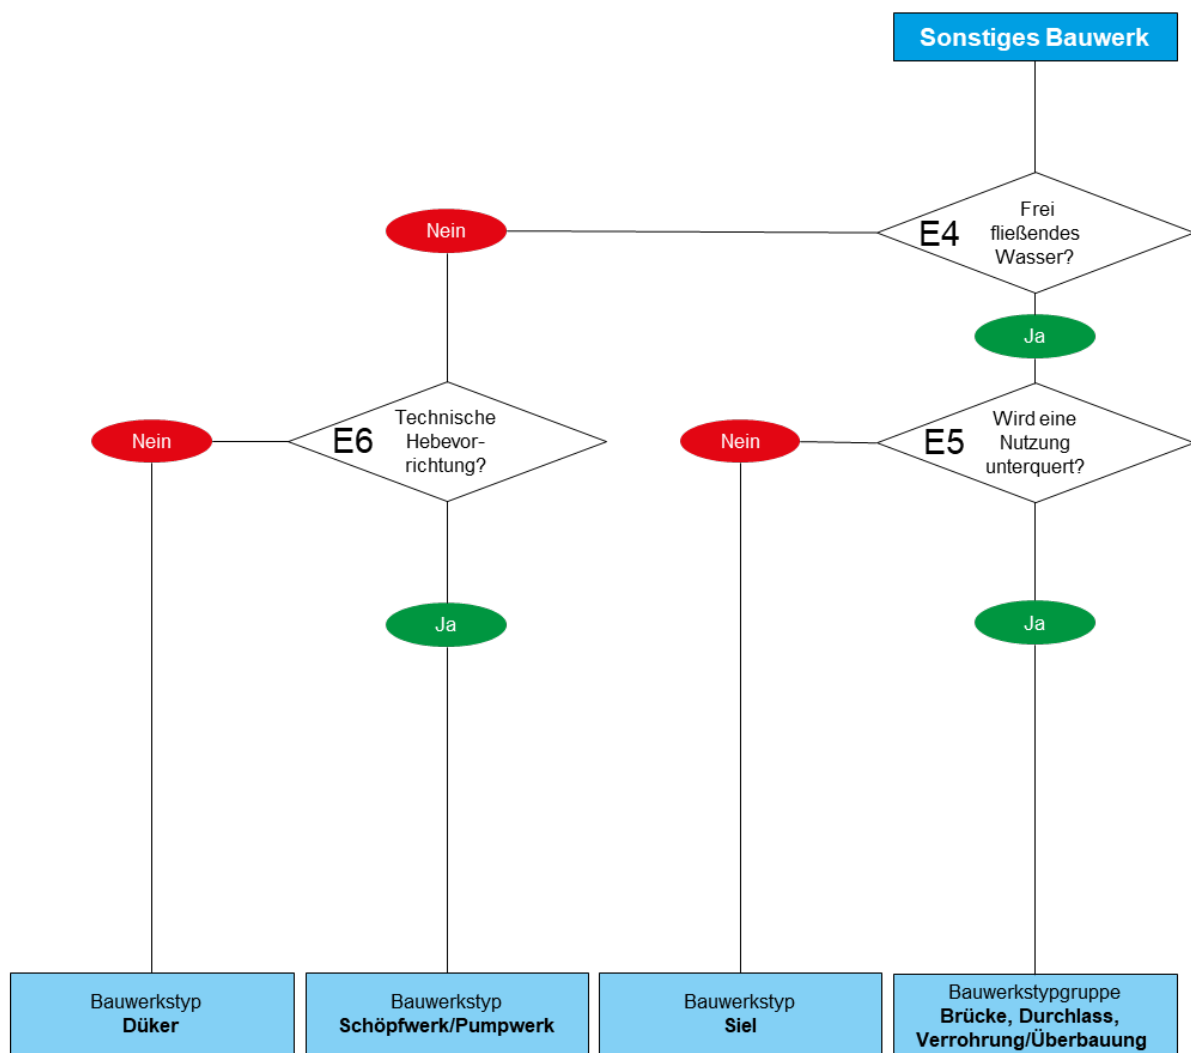 Sonstiges Bauwerk
E4
Frei
fließendes
Wasser?
Nein
Ja
E6
Technische
Hebevor-
richtung?
Nein
E5
Wird eine
Nutzung
unterquert?
Nein
Ja
Ja
Bauwerkstyp
Düker
Bauwerkstyp
Schöpfwerk/Pumpwerk
Bauwerkstyp
Siel
Bauwerkstypgruppe
Brücke, Durchlass,
Verrohrung/Überbauung